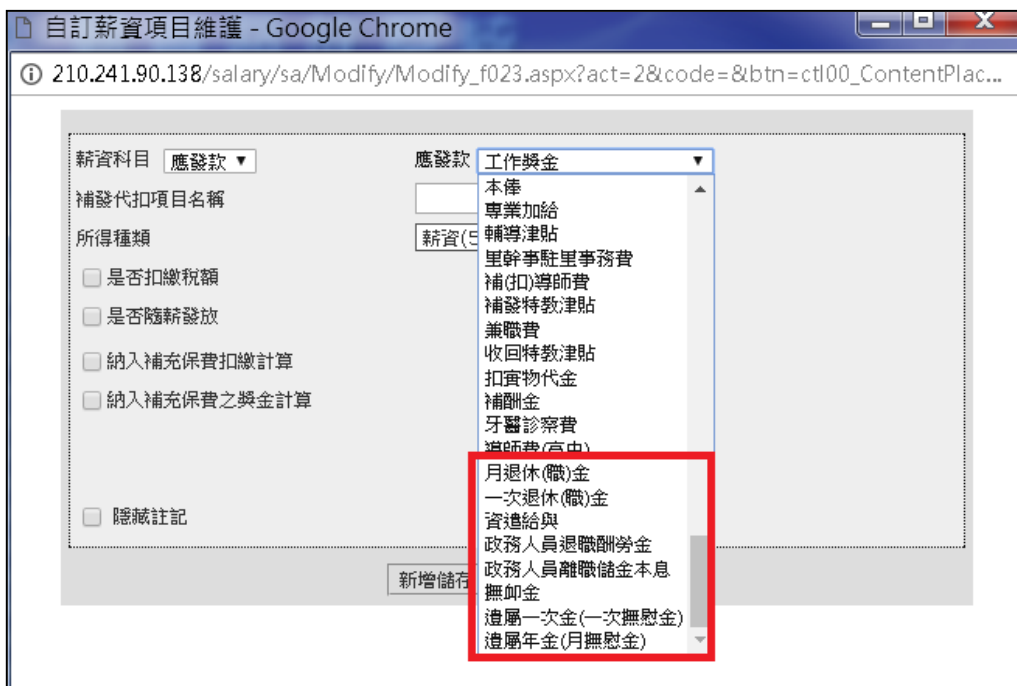 自訂薪資項目維護 - Google Chrome
210.241.90.138/salary/sa/Modify/Modify_f023.aspx?act=2&code=&btn=ctl00_ContentPlac...
薪資科目 應發款 應發款 工作獎金
補發代扣項目名稱
所得種類 薪資(5
是否扣繳稅額
是否隨薪發放
納入補充保費扣繳計算
納入補充保費之獎金計算
隱藏註記
新增儲存
本俸
專業加給
輔導津貼
里幹事駐里事務費
補(扣)導師費
補發特教津貼
兼職費
收回特教津貼
扣實物代金
補酬金
牙醫診察費
導師費(高中)
月退休(職)金
一次退休(職)金
資遣給與
政務人員退職酬勞金
政務人員離職儲金本息
撫卹金
遺屬一次金(一次撫慰金)
遺屬年金(月撫慰金)